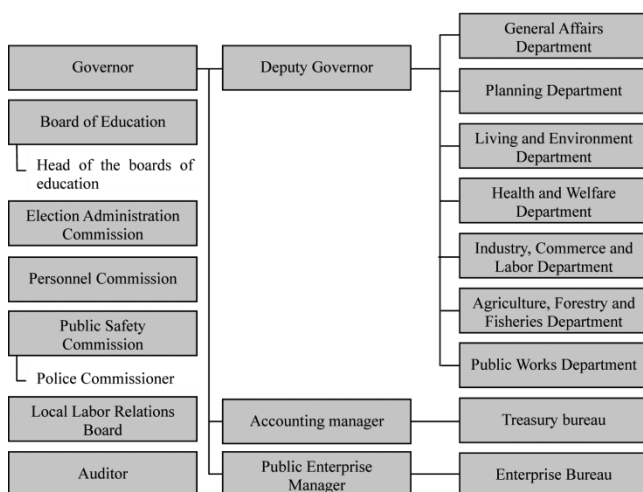 Governor
Board of Education
Head of the boards of
education
Election Administration
Commission
Personnel Commission
Public Safety
Commission
Police Commissioner
Local Labor Relations
Board
Auditor
Deputy Governor
Accounting manager
Public Enterprise
Manager
General Affairs
Department
Planning Department
Living and Environment
Department
Health and Welfare
Department
Industry, Commerce and
Labor Department
Agriculture, Forestry and
Fisheries Department
Public Works Department
Treasury bureau
Enterprise Bureau